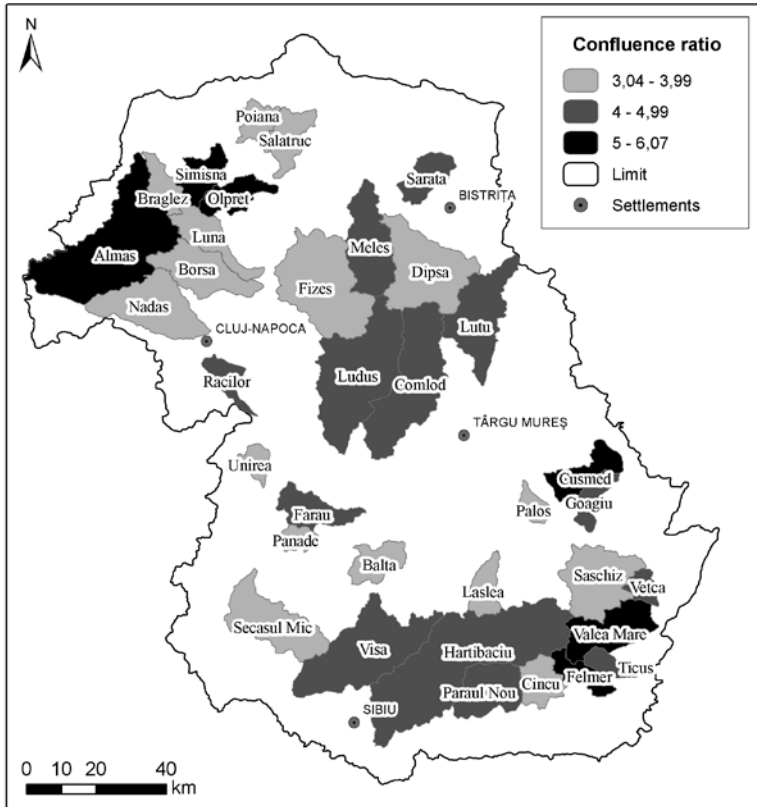 N
Confluence ratio
3,04 - 3,99
4 - 4,99
5 - 6,07
Limit
Settlements
Poiana
Salatruc
Simisna
Sarata
Braglez
Olpret
BISTRIȚA
Luna
Almas
Meles
Borsa
Dipsa
Fizes
Nadas
Lutu
CLUJ-NAPOCA
Racilor
Ludus
Comlod
TÂRGU MUREŞ
Unirea
Cusmed
Goagiu
Palos
Farau
Panade
Balta
Saschiz
Laslea
Vetca
Secasul Mic
Valea Mare
Visa
Hartibaciu
Ticus
Felmer
Cincu
Paraul Nou
SIBIU
0 10 20 40
km